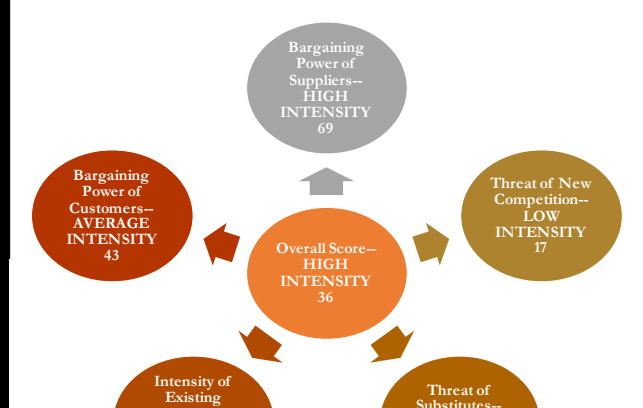 Bargaining
Power of
Suppliers--
HIGH
INTENSITY
69
Bargaining
Power of
Customers--
AVERAGE
INTENSITY
43
Threat of New
Competition--
LOW
INTENSITY
17
Overall Score--
HIGH
INTENSITY
36
Intensity of
Existing
Threat of
Substitutes--